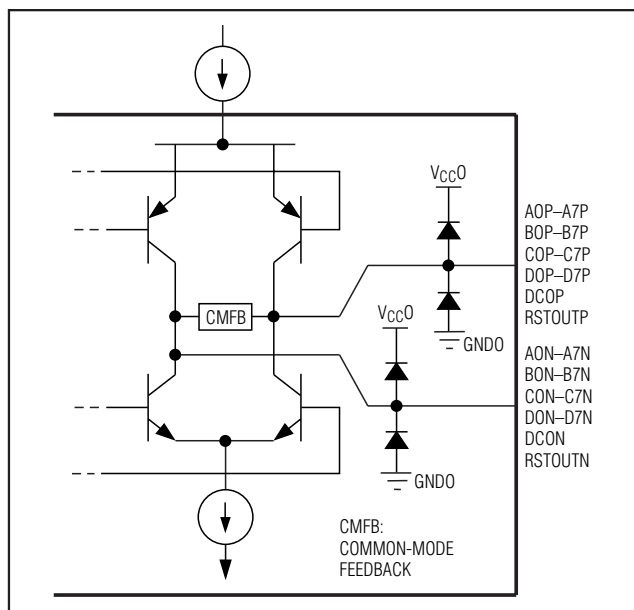 VCCO
AOP–A7P
BOP–B7P
COP–C7P
DOP–D7P
DCOP
RSTOUTP
GNDO
CMFB
VCCO
AON–A7N
BON–B7N
CON–C7N
DON–D7N
DCON
RSTOUTN
GNDO
CMFB:
COMMON-MODE
FEEDBACK